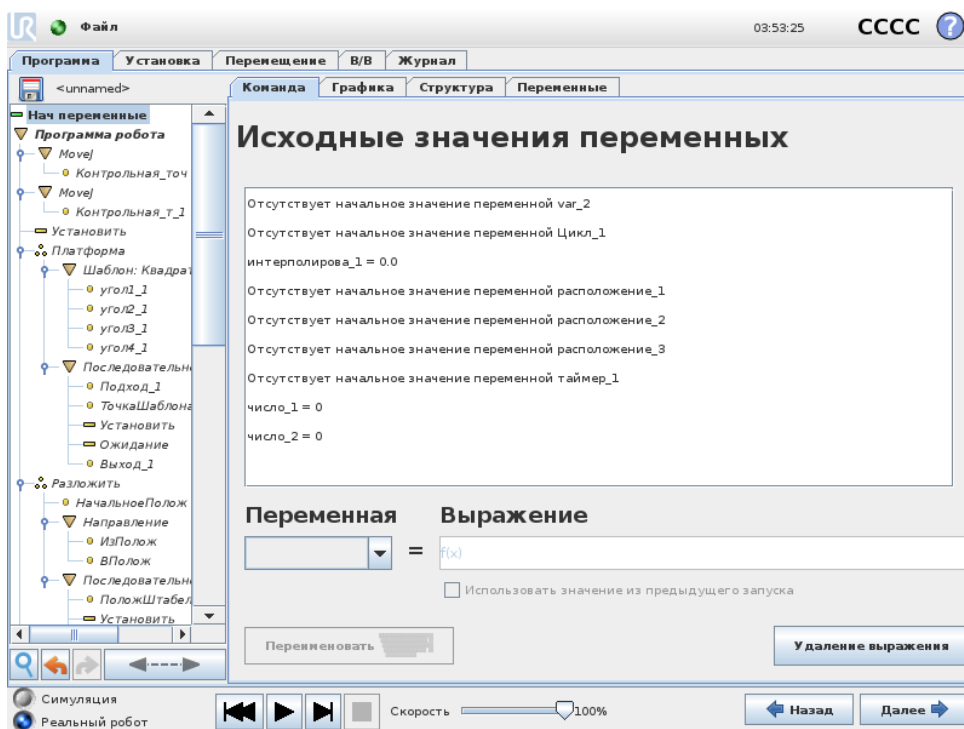 UR Файл 03:53:25 CCCC ?
Программа Установка Перемещение В/В Журнал
<unnamed>
Команда Графика Структура Переменные
Нач переменные
Программа робота
MoveJ
Контрольная_точ
MoveJ
Контрольная_т_1
Установить
Платформа
Шаблон: Квадрат
угол1_1
угол2_1
угол3_1
угол4_1
Последовательн
Подход_1
ТочкаШаблона
Установить
Ожидание
Выход_1
Разложить
НачальноеПолож
Направление
ИзПолож
ВПолож
Последовательн
ПоложШтабел
Установить
Исходные значения переменных
Отсутствует начальное значение переменной var_2
Отсутствует начальное значение переменной Цикл_1
интерполирова_1 = 0.0
Отсутствует начальное значение переменной расположение_1
Отсутствует начальное значение переменной расположение_2
Отсутствует начальное значение переменной расположение_3
Отсутствует начальное значение переменной таймер_1
число_1 = 0
число_2 = 0
Переменная Выражение
= f(x)
Использовать значение из предыдущего запуска
Переименовать
Удаление выражения
Симуляция
Реальный робот
Скорость 100%
Назад Далее